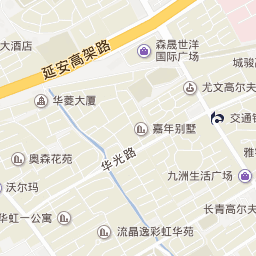 大酒店
延安高架路
森晟世洋
国际广场
城骏高
尤文高尔夫
华菱大厦
交通银
嘉年别墅
奥森花苑
华光路
雅
沃尔玛
九洲生活广场
长青高尔夫
华虹一公寓
流晶逸彩虹华苑